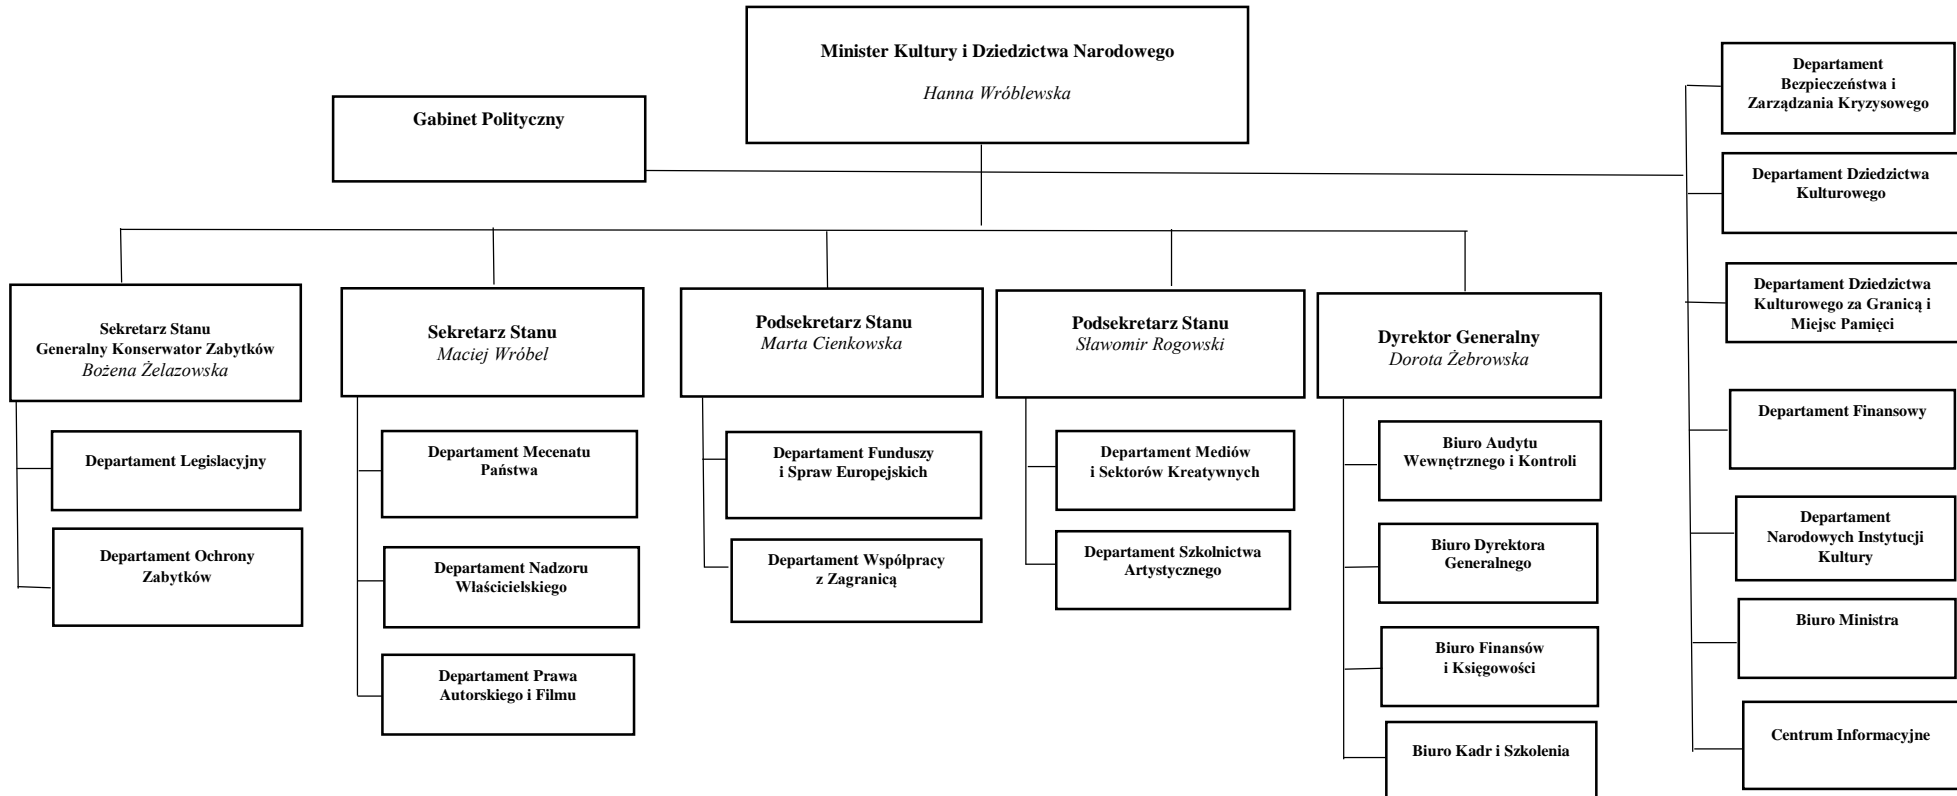 Minister Kultury i Dziedzictwa Narodowego
Hanna Wróblewska
Gabinet Polityczny
Sekretarz Stanu
Generalny Konserwator Zabytków
Bożena Żelazowska
Departament Legislacyjny
Departament Ochrony
Zabytków
Sekretarz Stanu
Maciej Wróbel
Departament Mecenatu
Państwa
Departament Nadzoru
Właścicielskiego
Departament Prawa
Autorskiego i Filmu
Podsekretarz Stanu
Marta Cienkowska
Departament Funduszy
i Spraw Europejskich
Departament Współpracy
z Zagranicą
Podsekretarz Stanu
Sławomir Rogowski
Departament Mediów
i Sektorów Kreatywnych
Departament Szkolnictwa
Artystycznego
Dyrektor Generalny
Dorota Żebrowska
Biuro Audytu
Wewnętrznego i Kontroli
Biuro Dyrektora
Generalnego
Biuro Finansów
i Księgowości
Biuro Kadr i Szkolenia
Departament
Bezpieczeństwa i
Zarządzania Kryzysowego
Departament Dziedzictwa
Kulturowego
Departament Dziedzictwa
Kulturowego za Granicą i
Miejsc Pamięci
Departament Finansowy
Departament
Narodowych Instytucji
Kultury
Biuro Ministra
Centrum Informacyjne